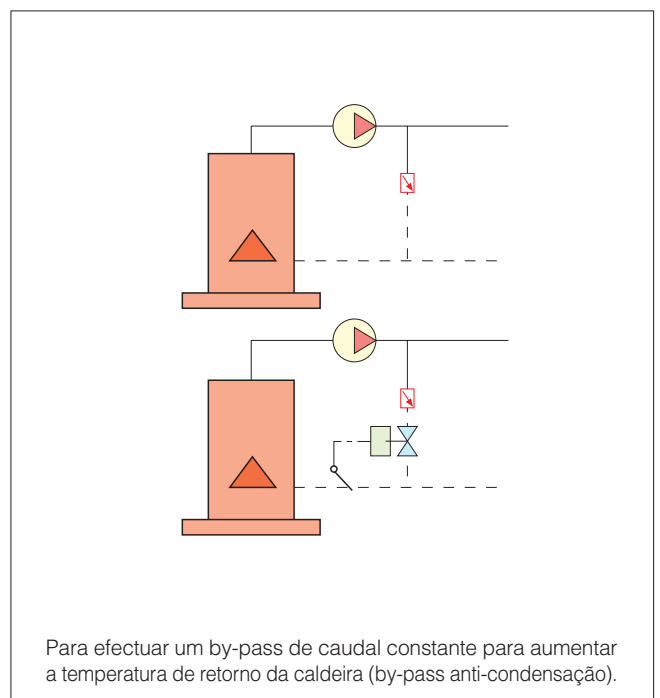 Para efectuar um by-pass de caudal constante para aumentar
a temperatura de retorno da caldeira (by-pass anti-condensação).